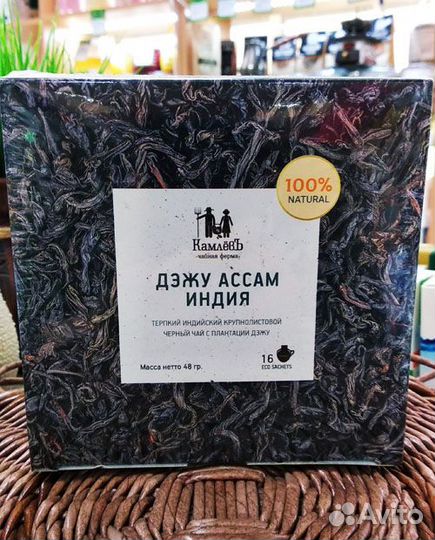 100%
NATURAL
КамлёвЪ
чайная ферма
ДЭЖУ АССАМ
ИНДИЯ
ТЕРПКИЙ ИНДИЙСКИЙ КРУПНОЛИСТОВОЙ
ЧЕРНЫЙ ЧАЙ С ПЛАНТАЦИИ ДЭЖУ
Масса нетто 48 гр.
16
ECO SACHETS
Avito